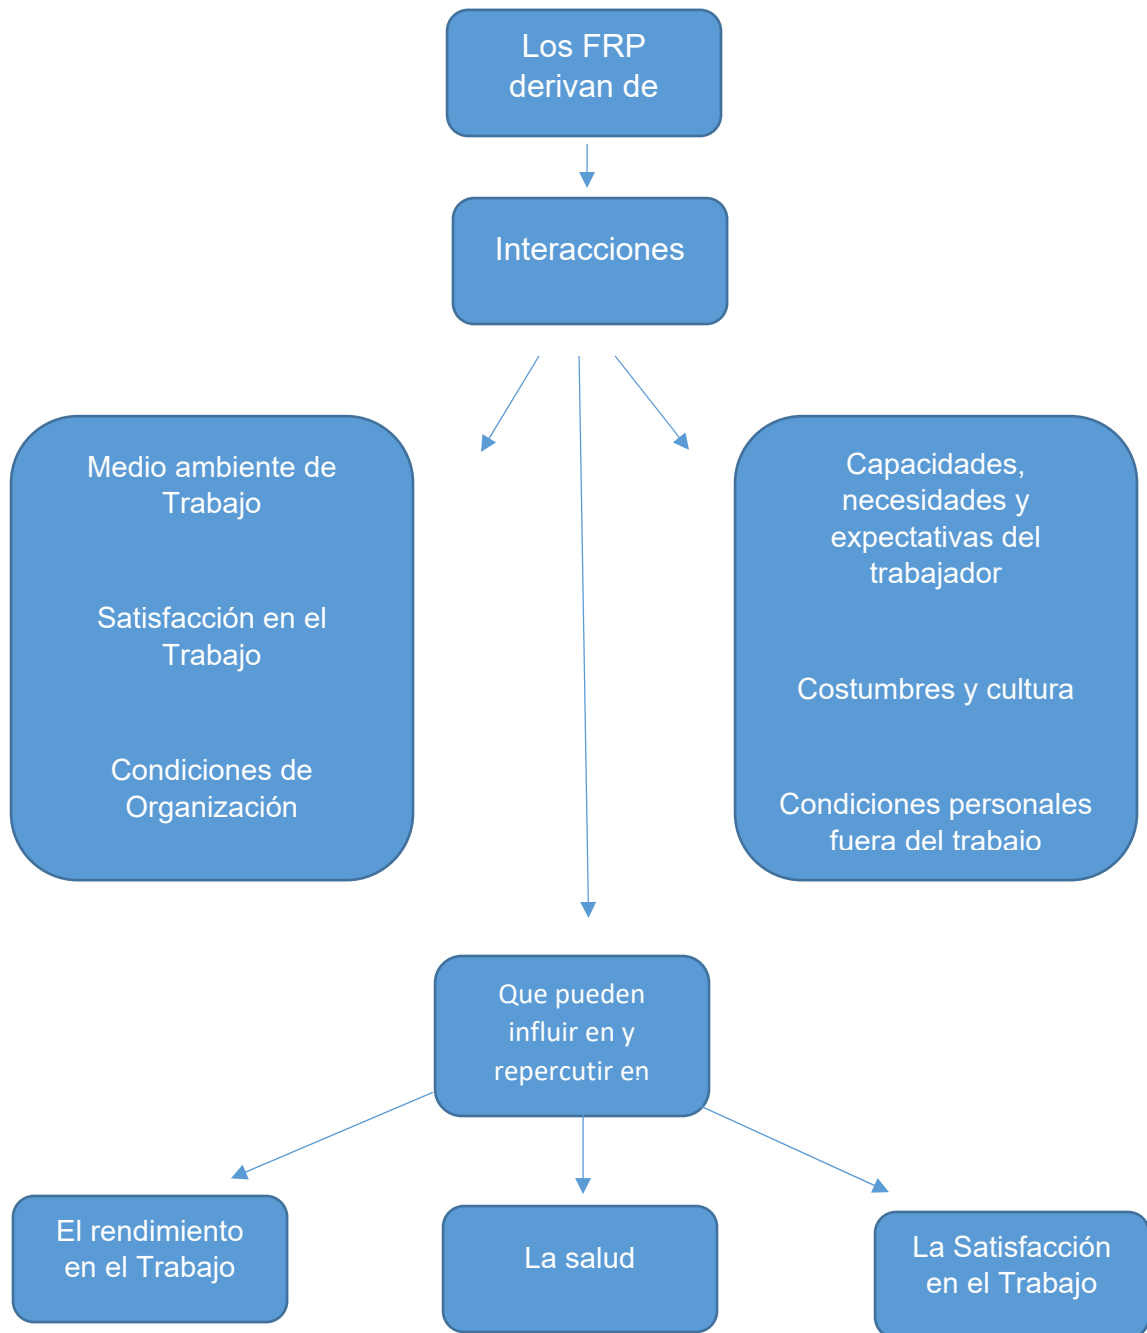 Los FRP
derivan de
Interacciones
Medio ambiente de
Trabajo
Satisfacción en el
Trabajo
Condiciones de
Organización
Capacidades,
necesidades y
expectativas del
trabajador
Costumbres y cultura
Condiciones personales
fuera del trabajo
Que pueden
influir en y
repercutir en
El rendimiento
en el Trabajo
La salud
La Satisfacción
en el Trabajo